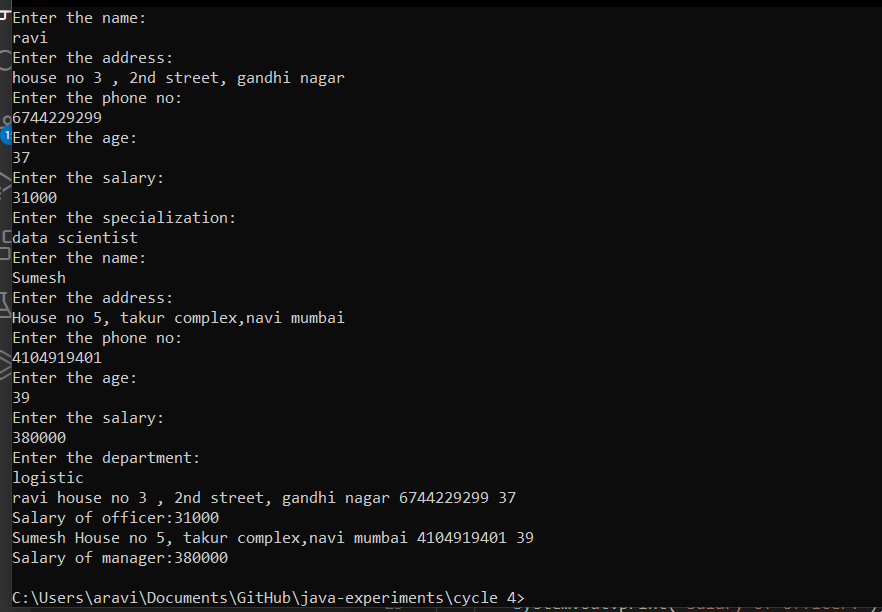 Enter the name:
ravi
Enter the address:
house no 3 , 2nd street, gandhi nagar
Enter the phone no:
6744229299
Enter the age:
37
Enter the salary:
31000
Enter the specialization:
data scientist
Enter the name:
Sumesh
Enter the address:
House no 5, takur complex,navi mumbai
Enter the phone no:
4104919401
Enter the age:
39
Enter the salary:
380000
Enter the department:
logistic
ravi house no 3 , 2nd street, gandhi nagar 6744229299 37
Salary of officer:31000
Sumesh House no 5, takur complex,navi mumbai 4104919401 39
Salary of manager:380000
C:\Users\aravi\Documents\GitHub\java-experiments\cycle 4>